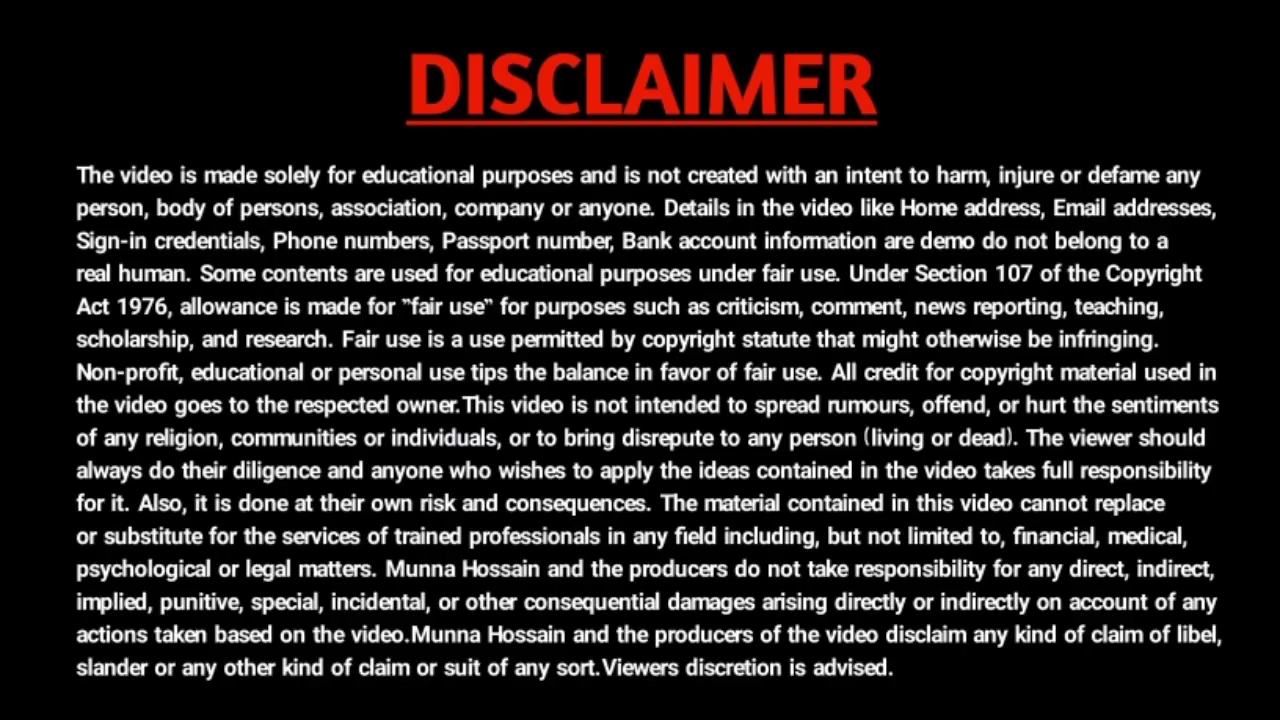 DISCLAIMER
The video is made solely for educational purposes and is not created with an intent to harm, injure or defame any
person, body of persons, association, company or anyone. Details in the video like Home address, Email addresses,
Sign-in credentials, Phone numbers, Passport number, Bank account information are demo do not belong to a
real human. Some contents are used for educational purposes under fair use. Under Section 107 of the Copyright
Act 1976, allowance is made for "fair use" for purposes such as criticism, comment, news reporting, teaching,
scholarship, and research. Fair use is a use permitted by copyright statute that might otherwise be infringing.
Non-profit, educational or personal use tips the balance in favor of fair use. All credit for copyright material used in
the video goes to the respected owner.This video is not intended to spread rumours, offend, or hurt the sentiments
of any religion, communities or individuals, or to bring disrepute to any person (living or dead). The viewer should
always do their diligence and anyone who wishes to apply the ideas contained in the video takes full responsibility
for it. Also, it is done at their own risk and consequences. The material contained in this video cannot replace
or substitute for the services of trained professionals in any field including, but not limited to, financial, medical,
psychological or legal matters. Munna Hossain and the producers do not take responsibility for any direct, indirect,
implied, punitive, special, incidental, or other consequential damages arising directly or indirectly on account of any
actions taken based on the video.Munna Hossain and the producers of the video disclaim any kind of claim of libel,
slander or any other kind of claim or suit of any sort.Viewers discretion is advised.